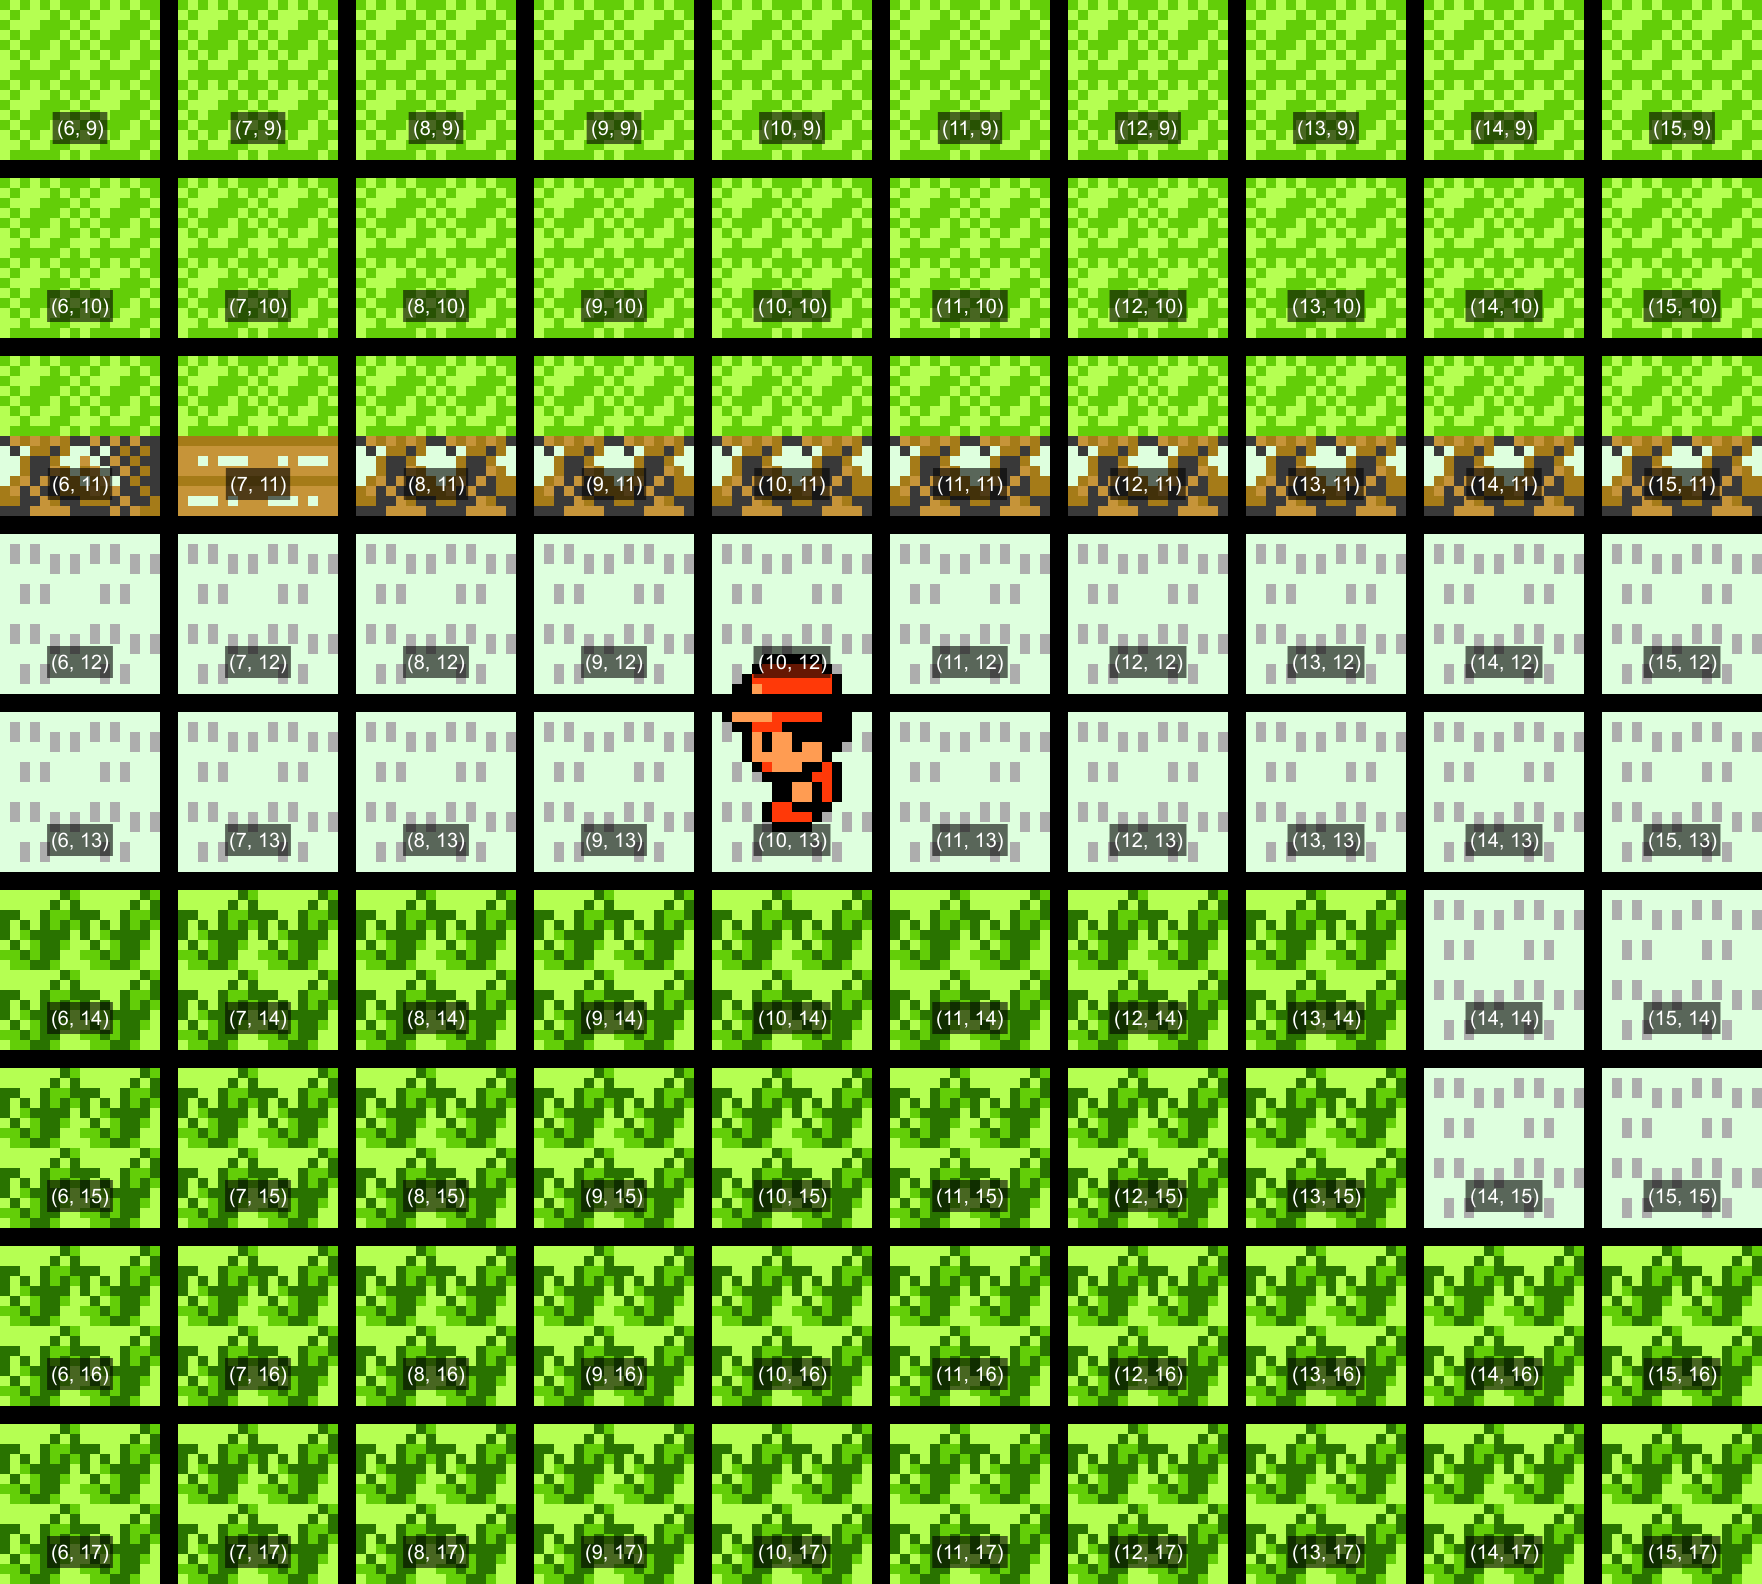 (6, 9) (7, 9) (8, 9) (9, 9) (10, 9) (11, 9) (12, 9) (13, 9) (14, 9) (15, 9)
(6, 10) (7, 10) (8, 10) (9, 10) (10, 10) (11, 10) (12, 10) (13, 10) (14, 10) (15, 10)
(6, 11) (7, 11) (8, 11) (9, 11) (10, 11) (11, 11) (12, 11) (13, 11) (14, 11) (15, 11)
(6, 12) (7, 12) (8, 12) (9, 12) (10, 12) (11, 12) (12, 12) (13, 12) (14, 12) (15, 12)
(6, 13) (7, 13) (8, 13) (9, 13) (10, 13) (11, 13) (12, 13) (13, 13) (14, 13) (15, 13)
(6, 14) (7, 14) (8, 14) (9, 14) (10, 14) (11, 14) (12, 14) (13, 14) (14, 14) (15, 14)
(6, 15) (7, 15) (8, 15) (9, 15) (10, 15) (11, 15) (12, 15) (13, 15) (14, 15) (15, 15)
(6, 16) (7, 16) (8, 16) (9, 16) (10, 16) (11, 16) (12, 16) (13, 16) (14, 16) (15, 16)
(6, 17) (7, 17) (8, 17) (9, 17) (10, 17) (11, 17) (12, 17) (13, 17) (14, 17) (15, 17)